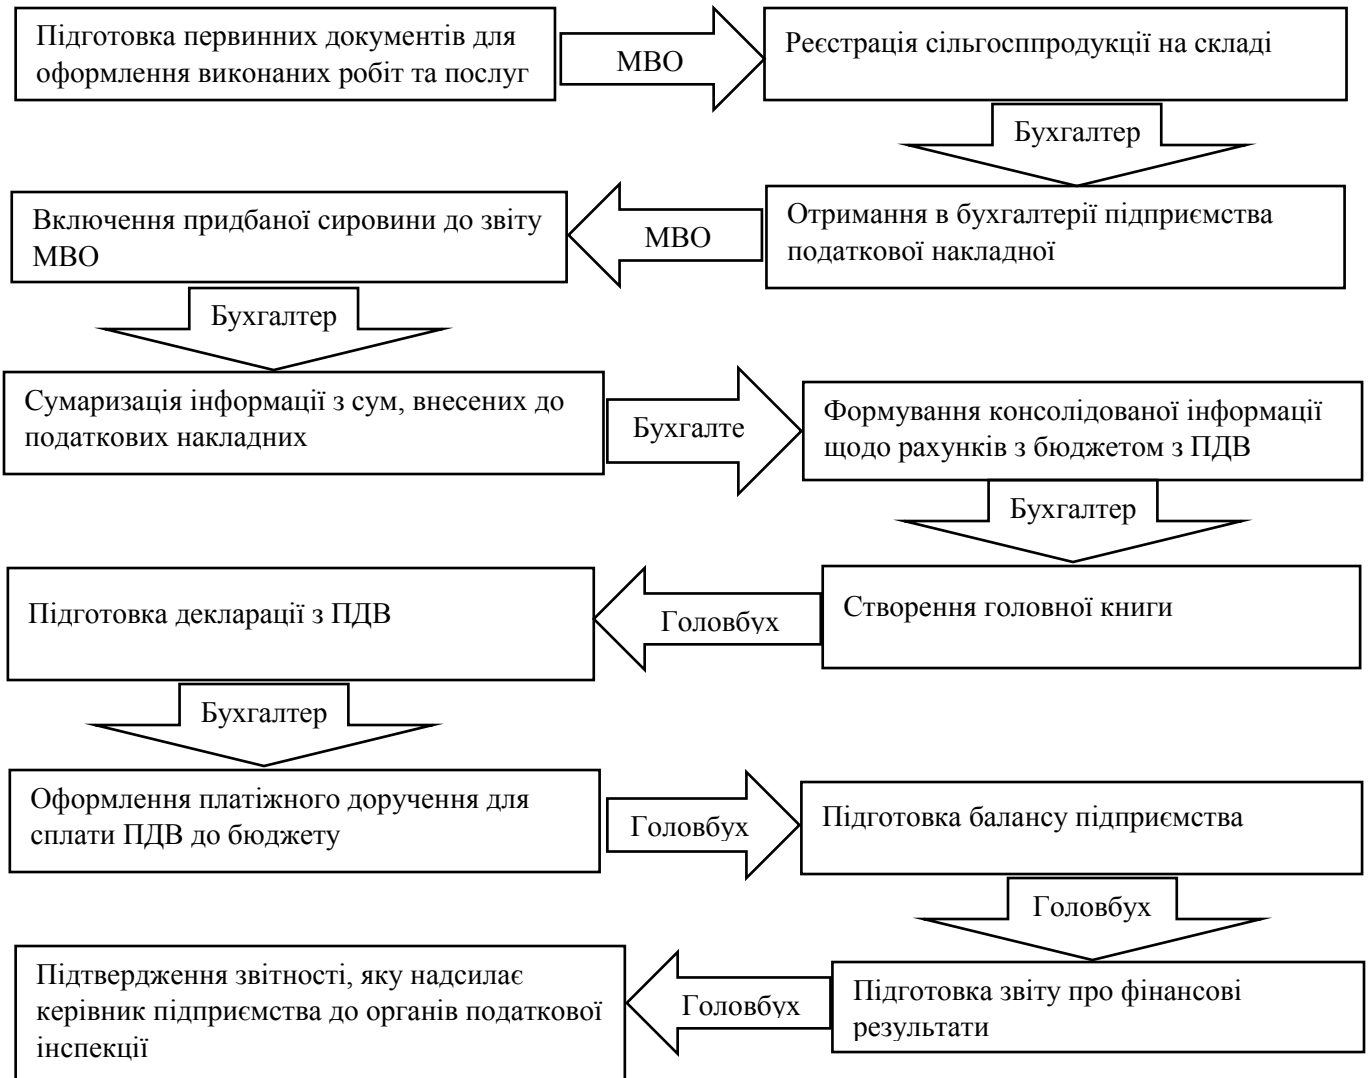 Підготовка первинних документів для
оформлення виконаних робіт та послуг
МВО
Реєстрація сільгосппродукції на складі
Бухгалтер
Отримання в бухгалтерії підприємства
податкової накладної
МВО
Включення придбаної сировини до звіту
МВО
Бухгалтер
Сумаризація інформації з сум, внесених до
податкових накладних
Бухгалте
Формування консолідованої інформації
щодо рахунків з бюджетом з ПДВ
Бухгалтер
Створення головної книги
Головбух
Підготовка декларації з ПДВ
Бухгалтер
Оформлення платіжного доручення для
сплати ПДВ до бюджету
Головбух
Підготовка балансу підприємства
Головбух
Підготовка звіту про фінансові
результати
Головбух
Підтвердження звітності, яку надсилає
керівник підприємства до органів податкової
інспекції